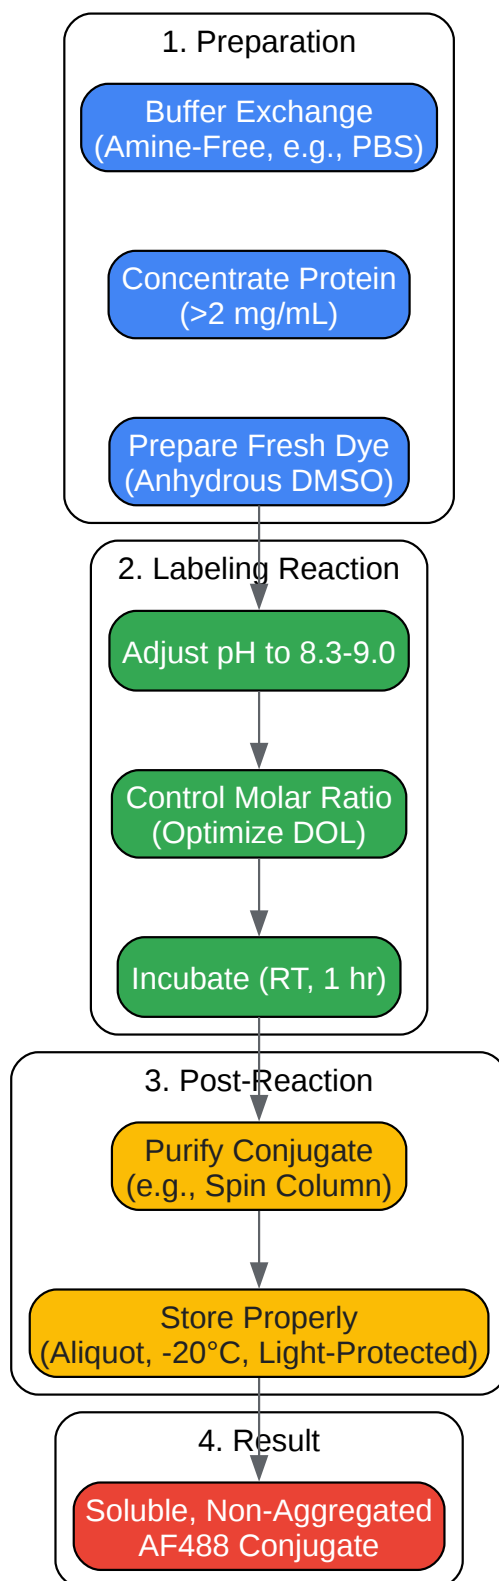 1. Preparation
Buffer Exchange
(Amine-Free, e.g., PBS)
Concentrate Protein
(>2 mg/mL)
Prepare Fresh Dye
(Anhydrous DMSO)
2. Labeling Reaction
Adjust pH to 8.3-9.0
Control Molar Ratio
(Optimize DOL)
Incubate (RT, 1 hr)
3. Post-Reaction
Purify Conjugate
(e.g., Spin Column)
Store Properly
(Aliquot, -20°C, Light-Protected)
4. Result
Soluble, Non-Aggregated
AF488 Conjugate